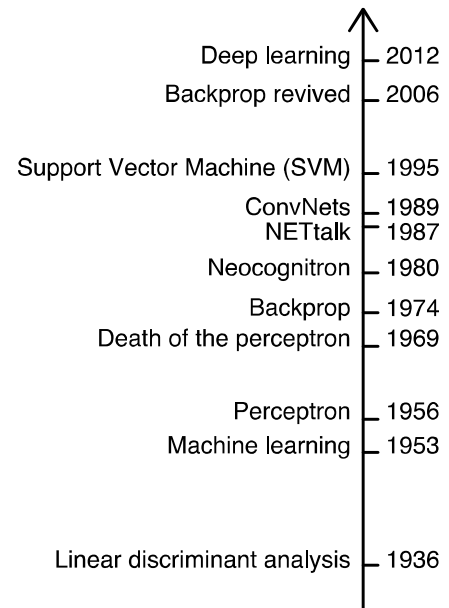 Deep learning 2012
Backprop revived 2006
Support Vector Machine (SVM) 1995
ConvNets 1989
NETtalk 1987
Neocognitron 1980
Backprop 1974
Death of the perceptron 1969
Perceptron 1956
Machine learning 1953
Linear discriminant analysis 1936